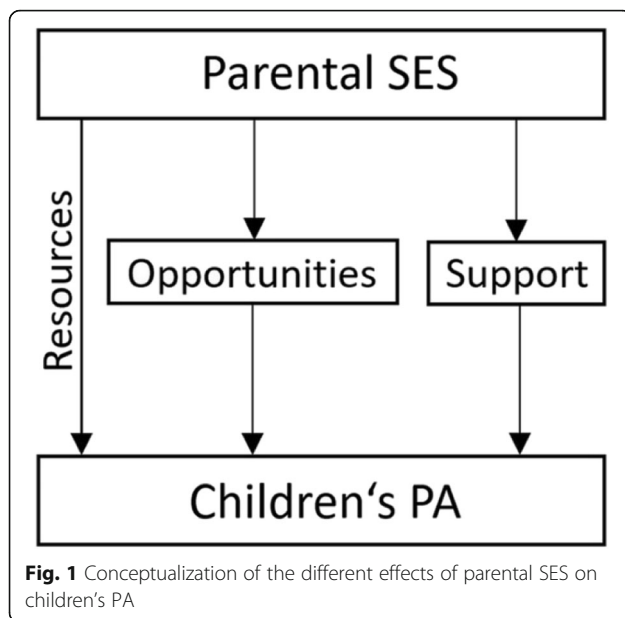 Parental SES
Resources
Opportunities
Support
Children‘s PA
Fig. 1 Conceptualization of the different effects of parental SES on
children's PA